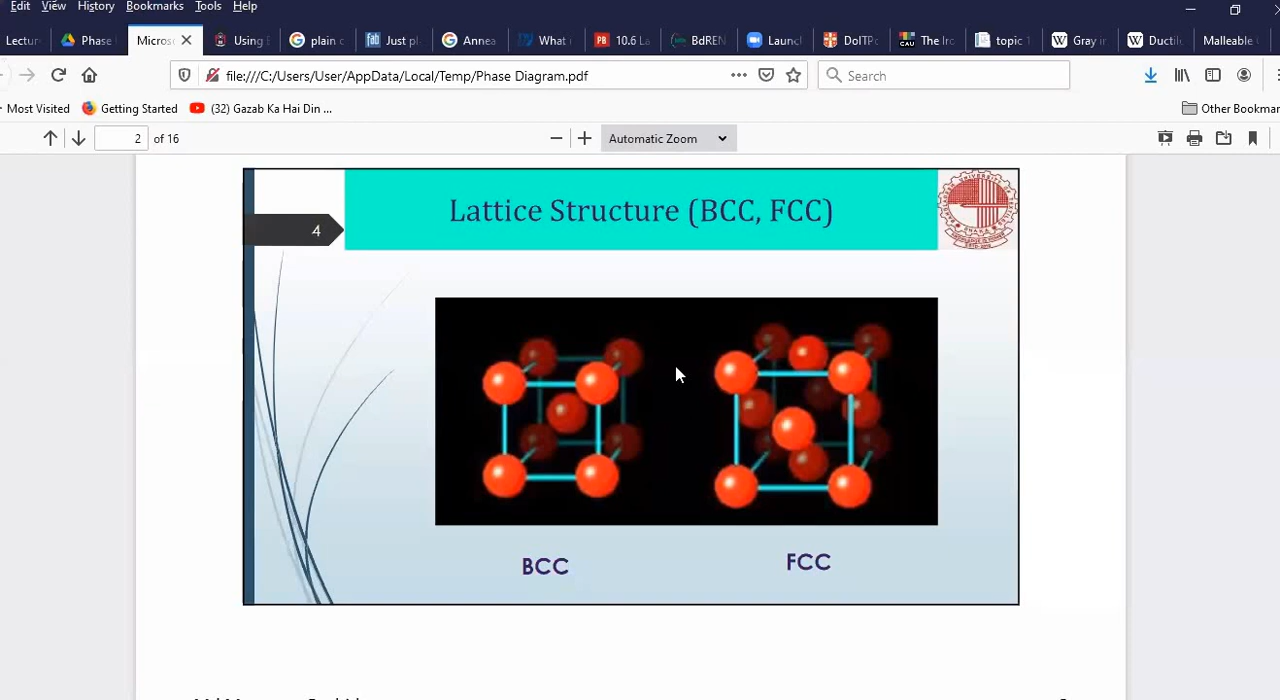 Edit View History Bookmarks Tools Help
Lectur Phase Micros Using E plain c Just pl Annea What 10.6 La BdREN Launc DoITPo The Iro topic 1 Gray ir Ductil Malleable
file:///C:/Users/User/AppData/Local/Temp/Phase Diagram.pdf
Search
Most Visited Getting Started (32) Gazab Ka Hai Din ... Other Bookmar
2 of 16 Automatic Zoom
Lattice Structure (BCC, FCC)
4
BCC FCC